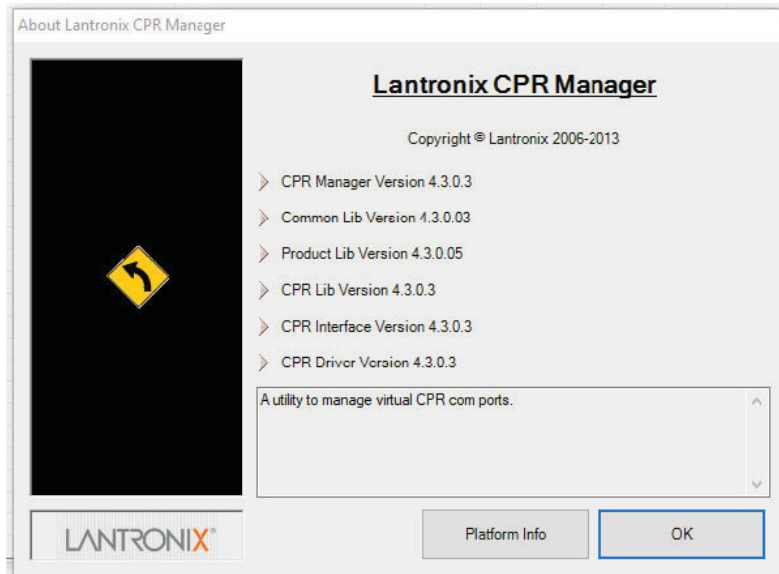 About Lantronix CPR Manager
Lantronix CPR Manager
Copyright © Lantronix 2006-2013
CPR Manager Version 4.3.0.3
Common Lib Version 4.3.0.03
Product Lib Version 4.3.0.05
CPR Lib Version 4.3.0.3
CPR Interface Version 4.3.0.3
CPR Driver Version 4.3.0.3
A utility to manage virtual CPR com ports.
LANTRONIX®
Platform Info
OK